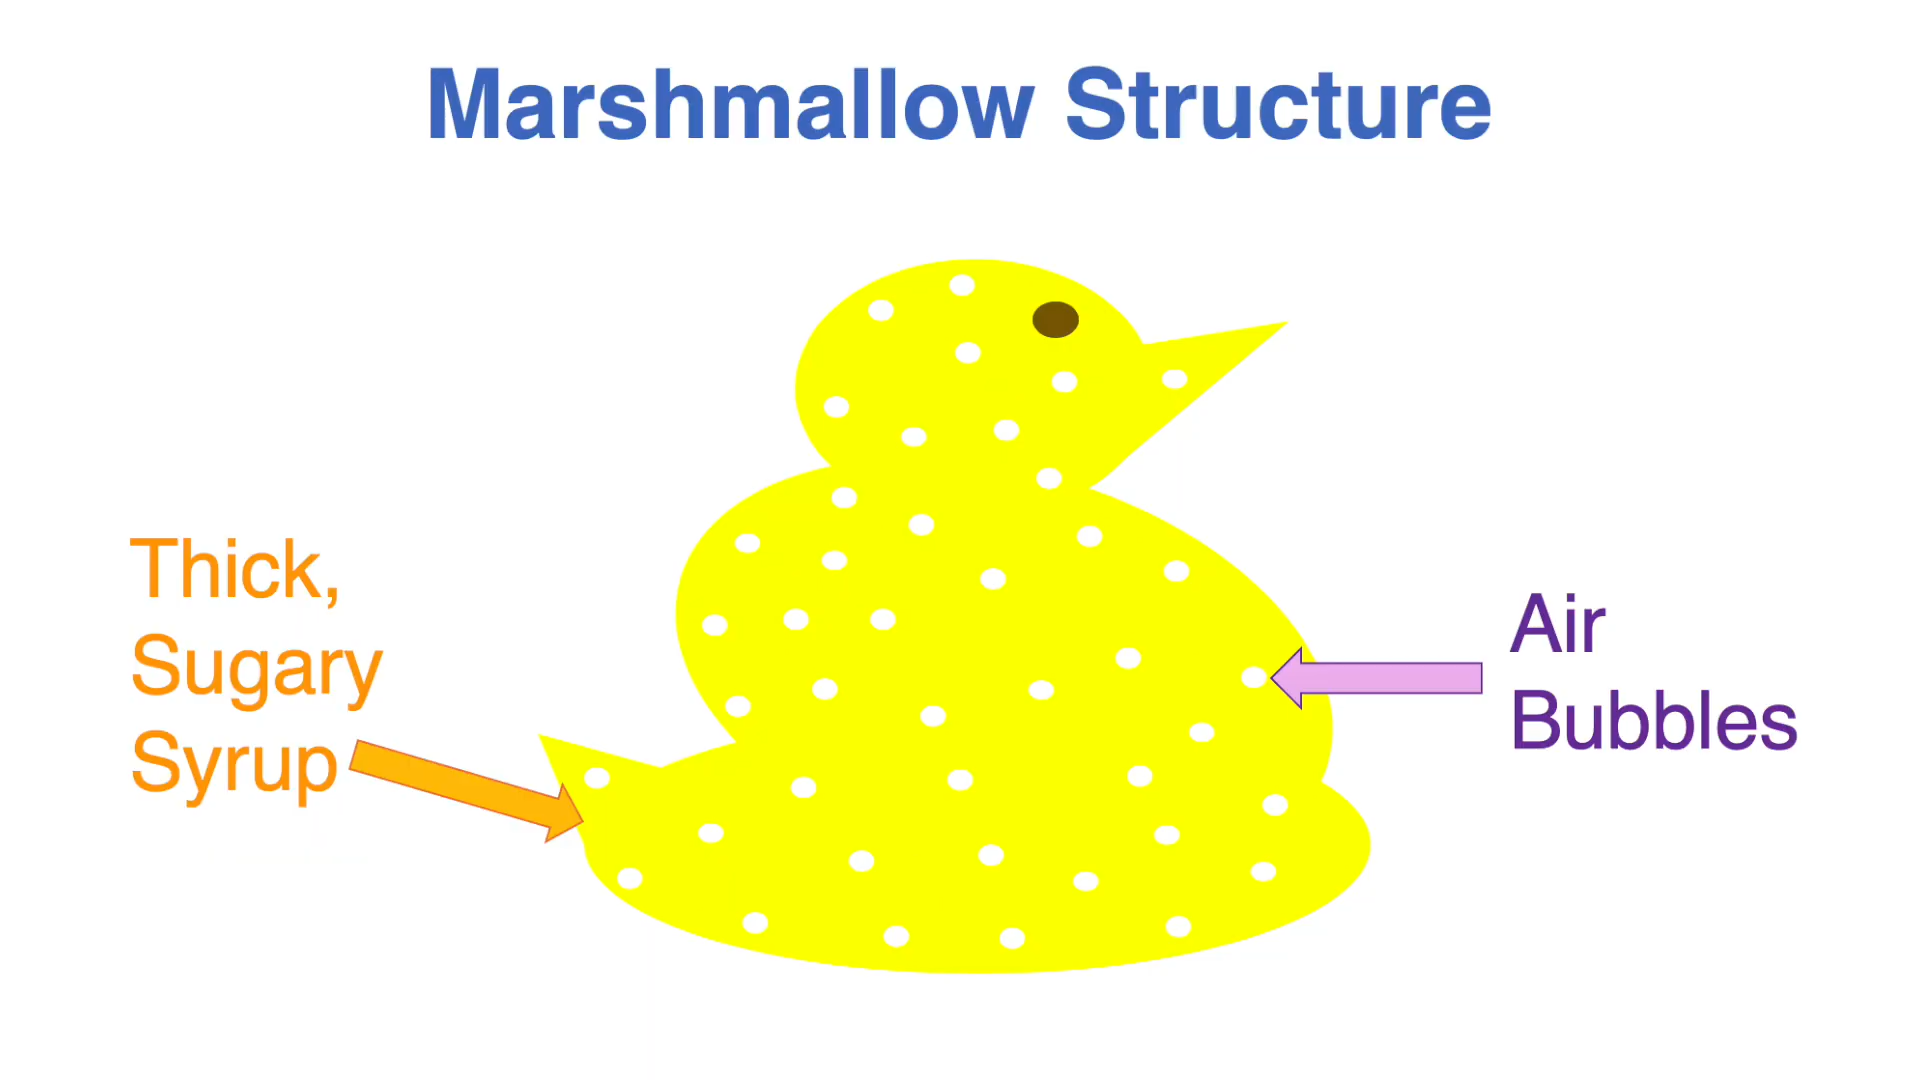 Marshmallow Structure
Thick,
Sugary
Syrup
Air
Bubbles